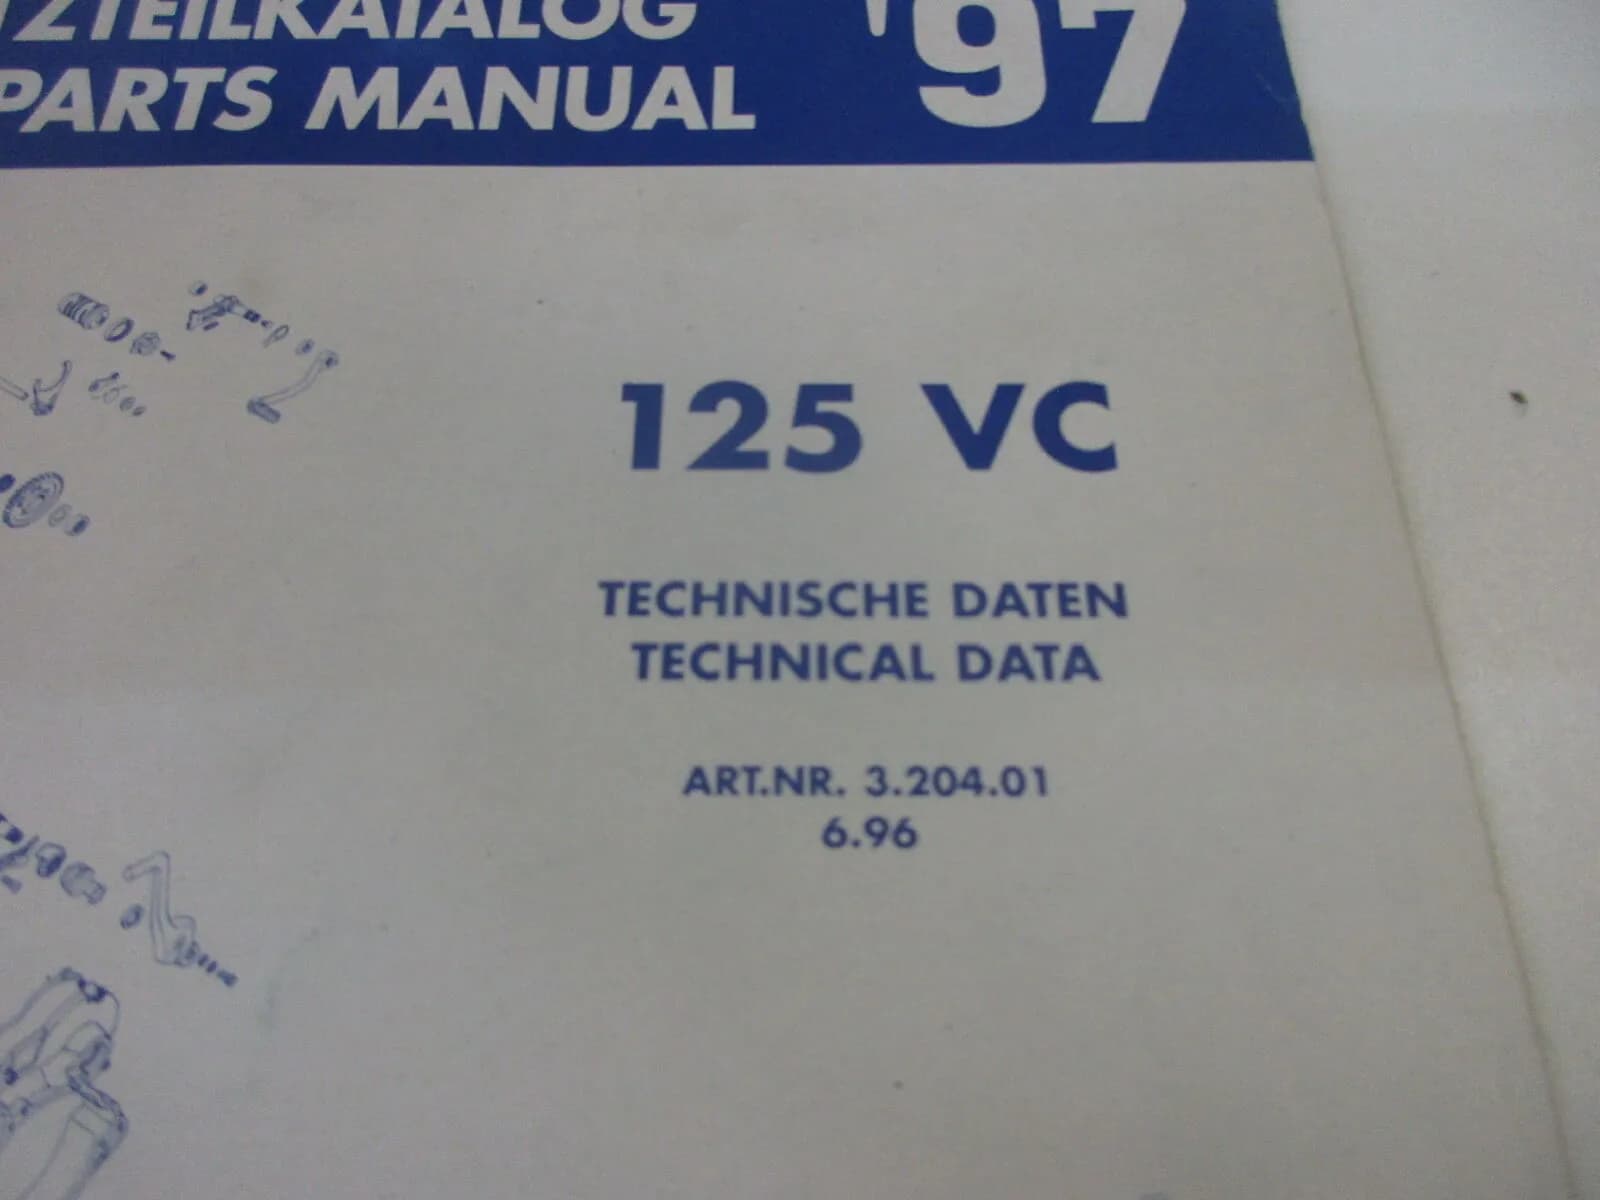 ZTEILKATALOG
PARTS MANUAL
'97
125 VC
TECHNISCHE DATEN
TECHNICAL DATA
ART.NR. 3.204.01
6.96